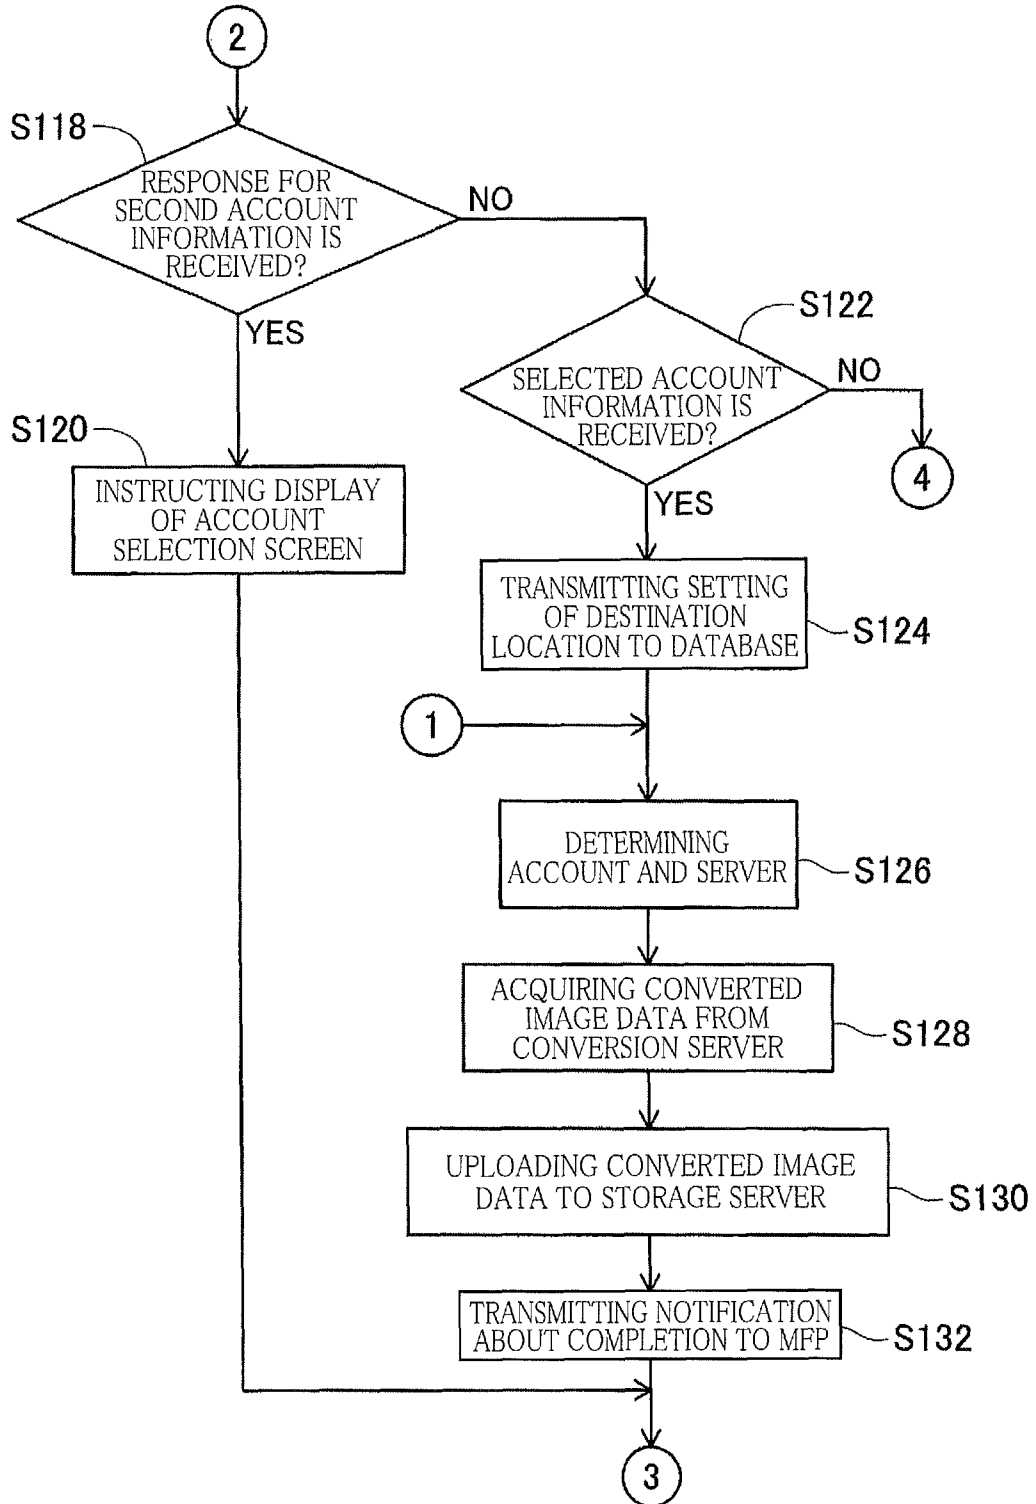 2
S118
RESPONSE FOR
SECOND ACCOUNT
INFORMATION IS
RECEIVED?
NO
YES
S122
SELECTED ACCOUNT
INFORMATION IS
RECEIVED?
NO
4
YES
S120
INSTRUCTING DISPLAY
OF ACCOUNT
SELECTION SCREEN
TRANSMITTING SETTING
OF DESTINATION
LOCATION TO DATABASE
S124
1
DETERMINING
ACCOUNT AND SERVER
S126
ACQUIRING CONVERTED
IMAGE DATA FROM
CONVERSION SERVER
S128
UPLOADING CONVERTED IMAGE
DATA TO STORAGE SERVER
S130
TRANSMITTING NOTIFICATION
ABOUT COMPLETION TO MFP
S132
3